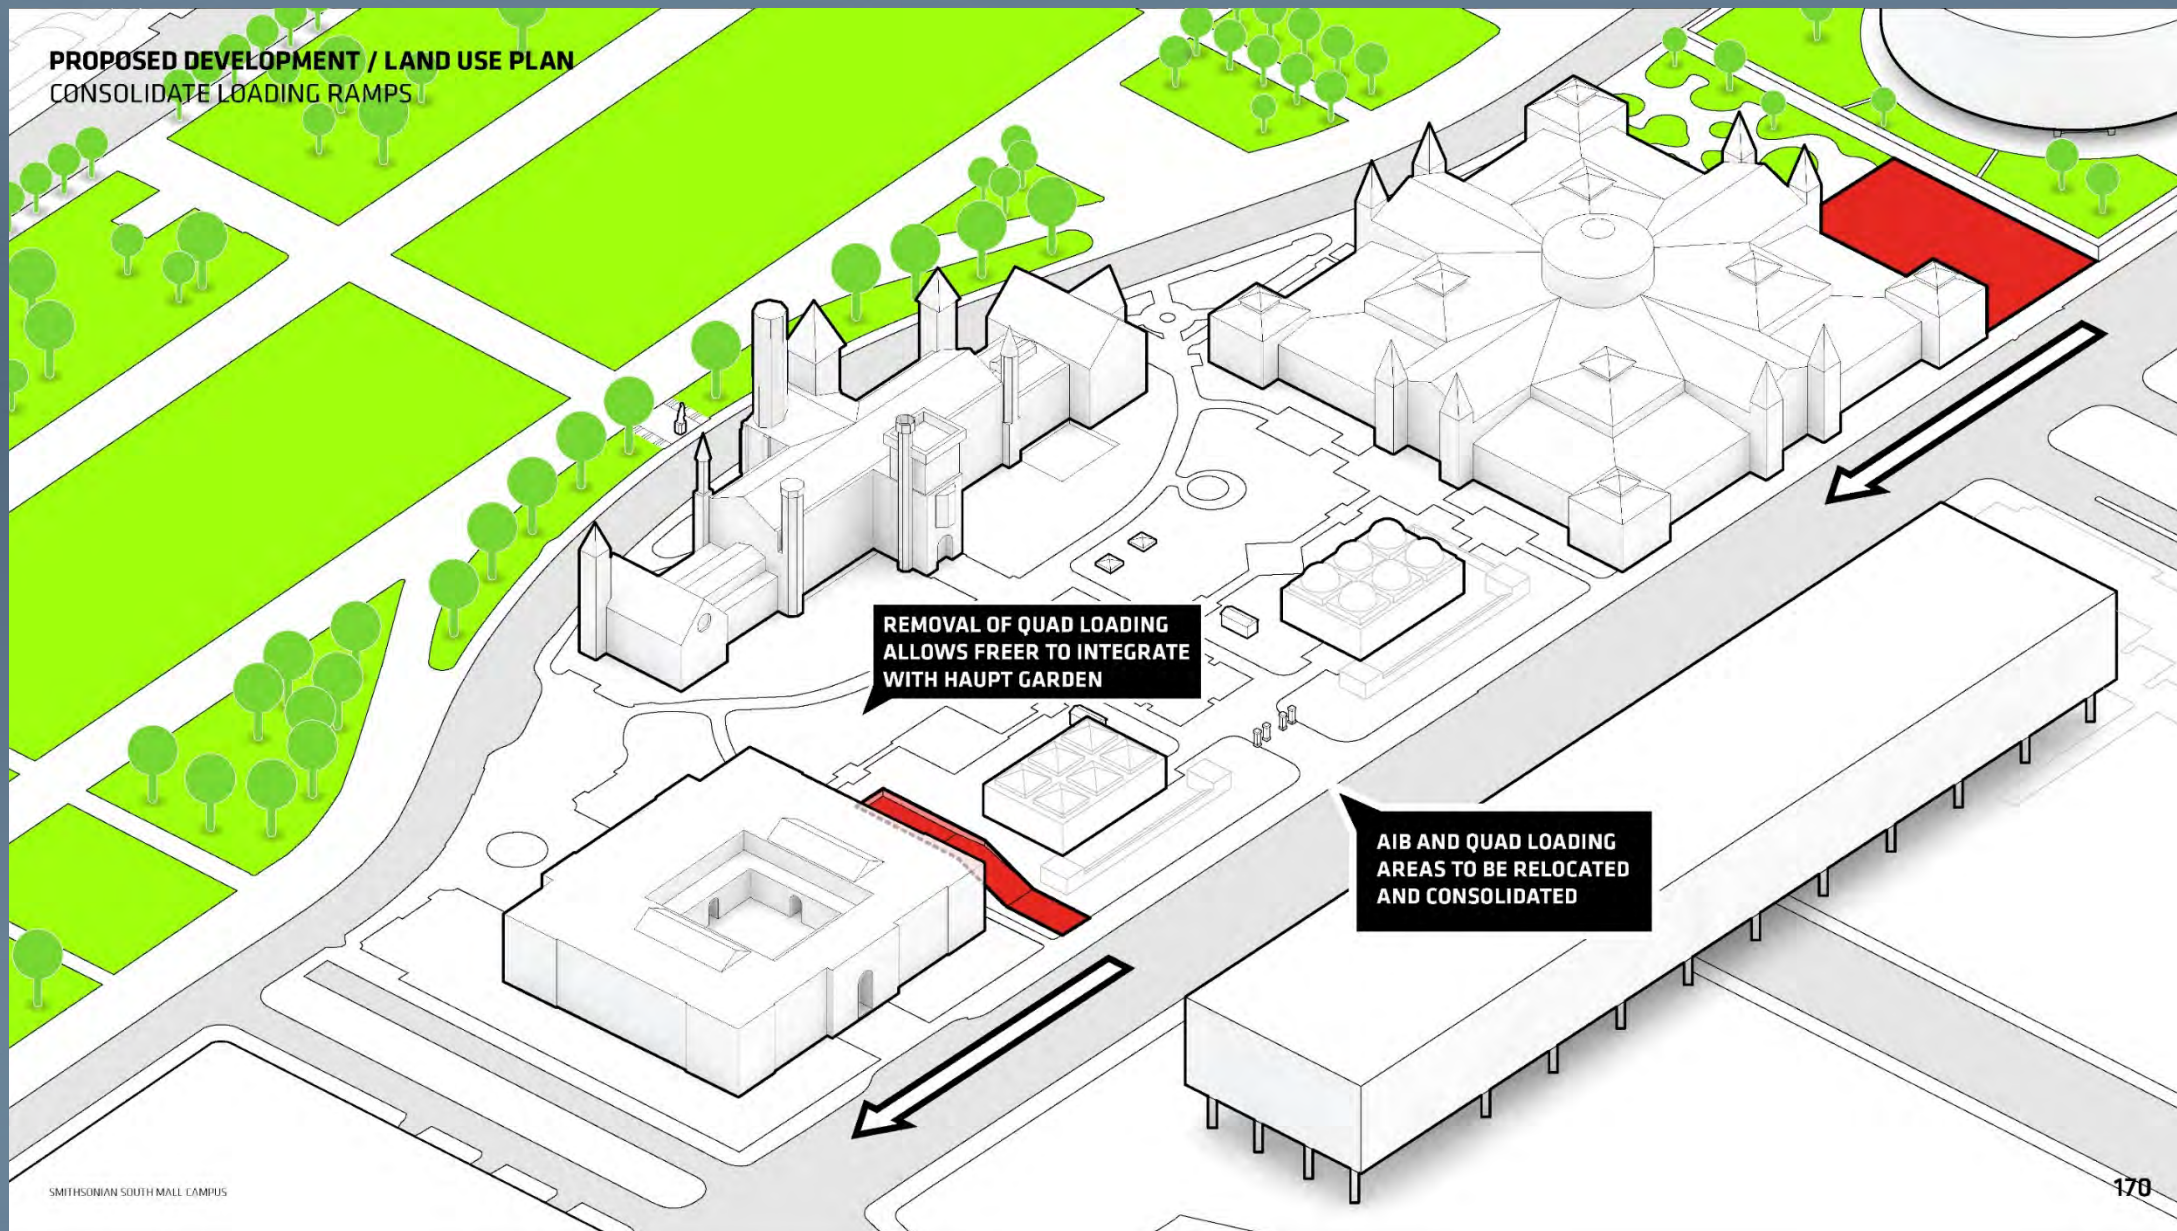 PROPOSED DEVELOPMENT / LAND USE PLAN
CONSOLIDATE LOADING RAMPS
REMOVAL OF QUAD LOADING
ALLOWS FREER TO INTEGRATE
WITH HAUPT GARDEN
AIB AND QUAD LOADING
AREAS TO BE RELOCATED
AND CONSOLIDATED
SMITHSONIAN SOUTH MALL CAMPUS
170